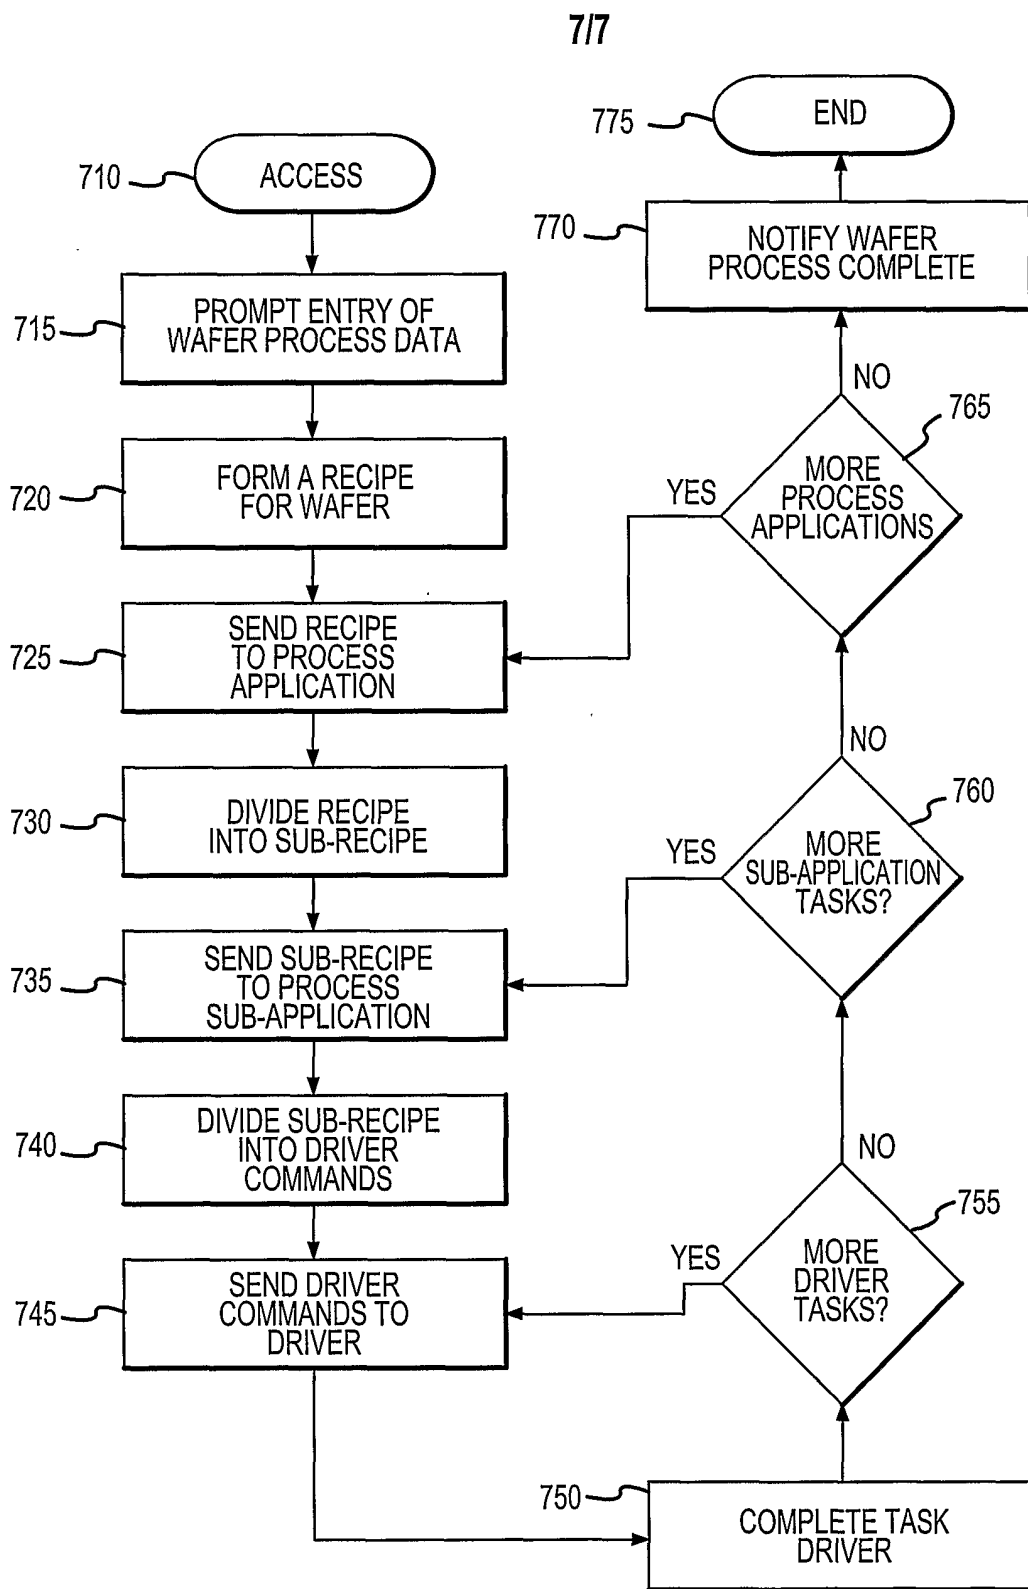 7/7
710
ACCESS
715
PROMPT ENTRY OF
WAFER PROCESS DATA
720
FORM A RECIPE
FOR WAFER
725
SEND RECIPE
TO PROCESS
APPLICATION
730
DIVIDE RECIPE
INTO SUB-RECIPE
735
SEND SUB-RECIPE
TO PROCESS
SUB-APPLICATION
740
DIVIDE SUB-RECIPE
INTO DRIVER
COMMANDS
745
SEND DRIVER
COMMANDS TO
DRIVER
750
COMPLETE TASK
DRIVER
755
MORE
DRIVER
TASKS?
YES
NO
760
MORE
SUB-APPLICATION
TASKS?
YES
NO
765
MORE
PROCESS
APPLICATIONS
YES
NO
770
NOTIFY WAFER
PROCESS COMPLETE
775
END